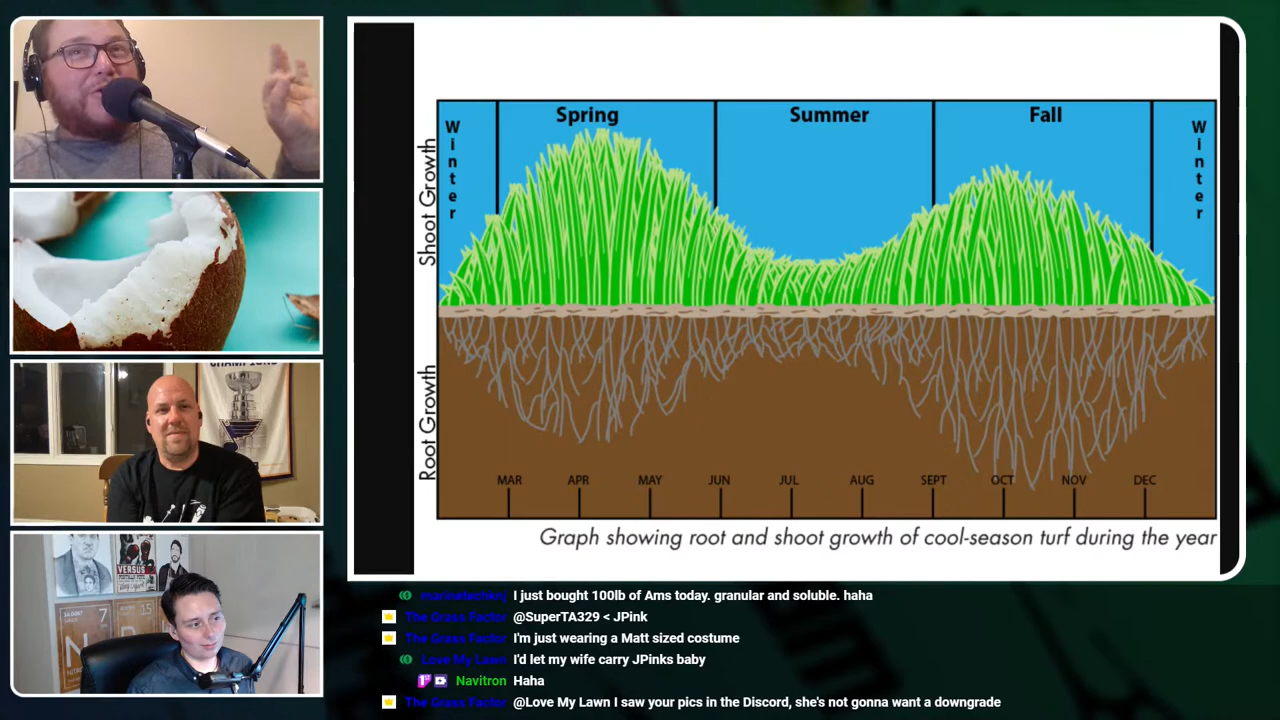 Spring
Summer
Fall
Winter
Winter
Shoot Growth
Root Growth
MAR APR MAY JUN JUL AUG SEPT OCT NOV DEC
Graph showing root and shoot growth of cool-season turf during the year
CHAMPIONS
VERSUS
7
15
N
NITRO
I just bought 100lb of Ams today. granular and soluble. haha
The Grass Factor @SuperTA329 < JPink
The Grass Factor I'm just wearing a Matt sized costume
Love My Lawn I'd let my wife carry JPinks baby
Navitron Haha
The Grass Factor @Love My Lawn I saw your pics in the Discord, she's not gonna want a downgrade